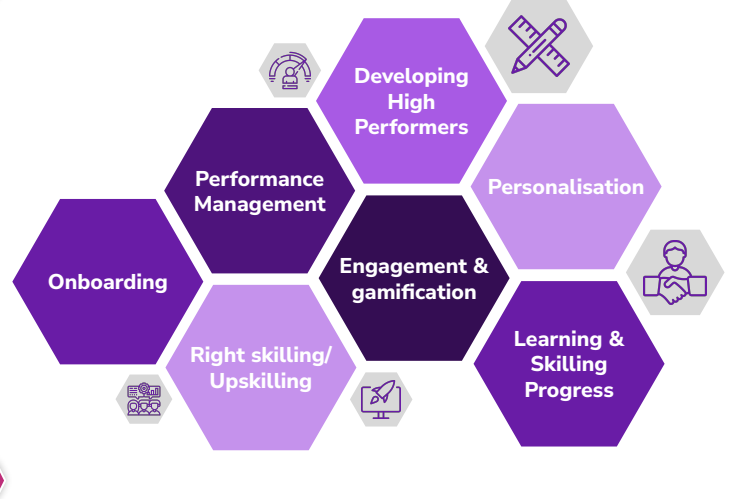 Developing
High
Performers
Performance
Management
Personalisation
Onboarding
Engagement &
gamification
Right skilling/
Upskilling
Learning &
Skilling
Progress